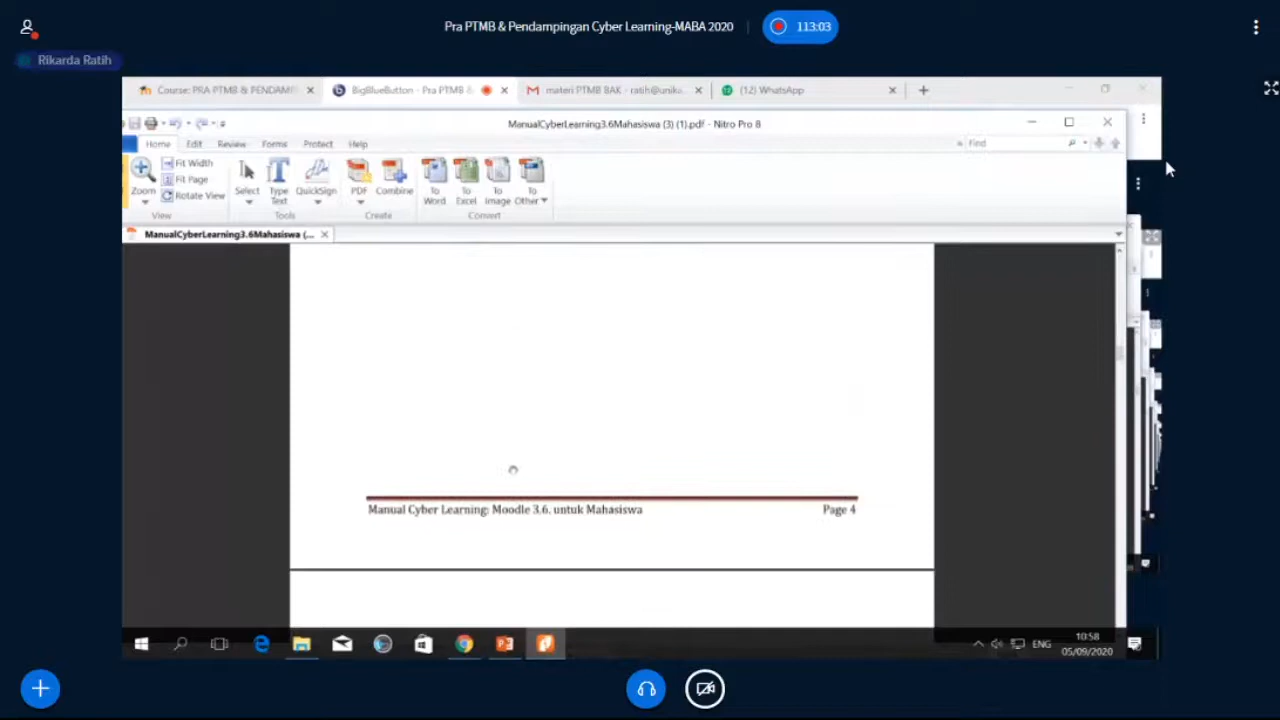 Pra PTMB & Pendampingan Cyber Learning-MABA 2020
113:03
Rikarda Ratih
Course: PRA PTMB & PENDAMPI
BigBlueButton - Pra PTMB &
materi PTMB BAK - ratih@unika.
(12) WhatsApp
ManualCyberLearning3.6Mahasiswa (3) (1).pdf - Nitro Pro 8
Home Edit Review Forms Protect Help
Find
Zoom
Fit Width
Fit Page
Rotate View
Select
Type Text
QuickSign
PDF
Combine
To Word
To Excel
To Image
To Other
View
Tools
Create
Convert
ManualCyberLearning3.6Mahasiswa (...
Manual Cyber Learning: Moodle 3.6. untuk Mahasiswa
Page 4
ENG
10:58
05/09/2020